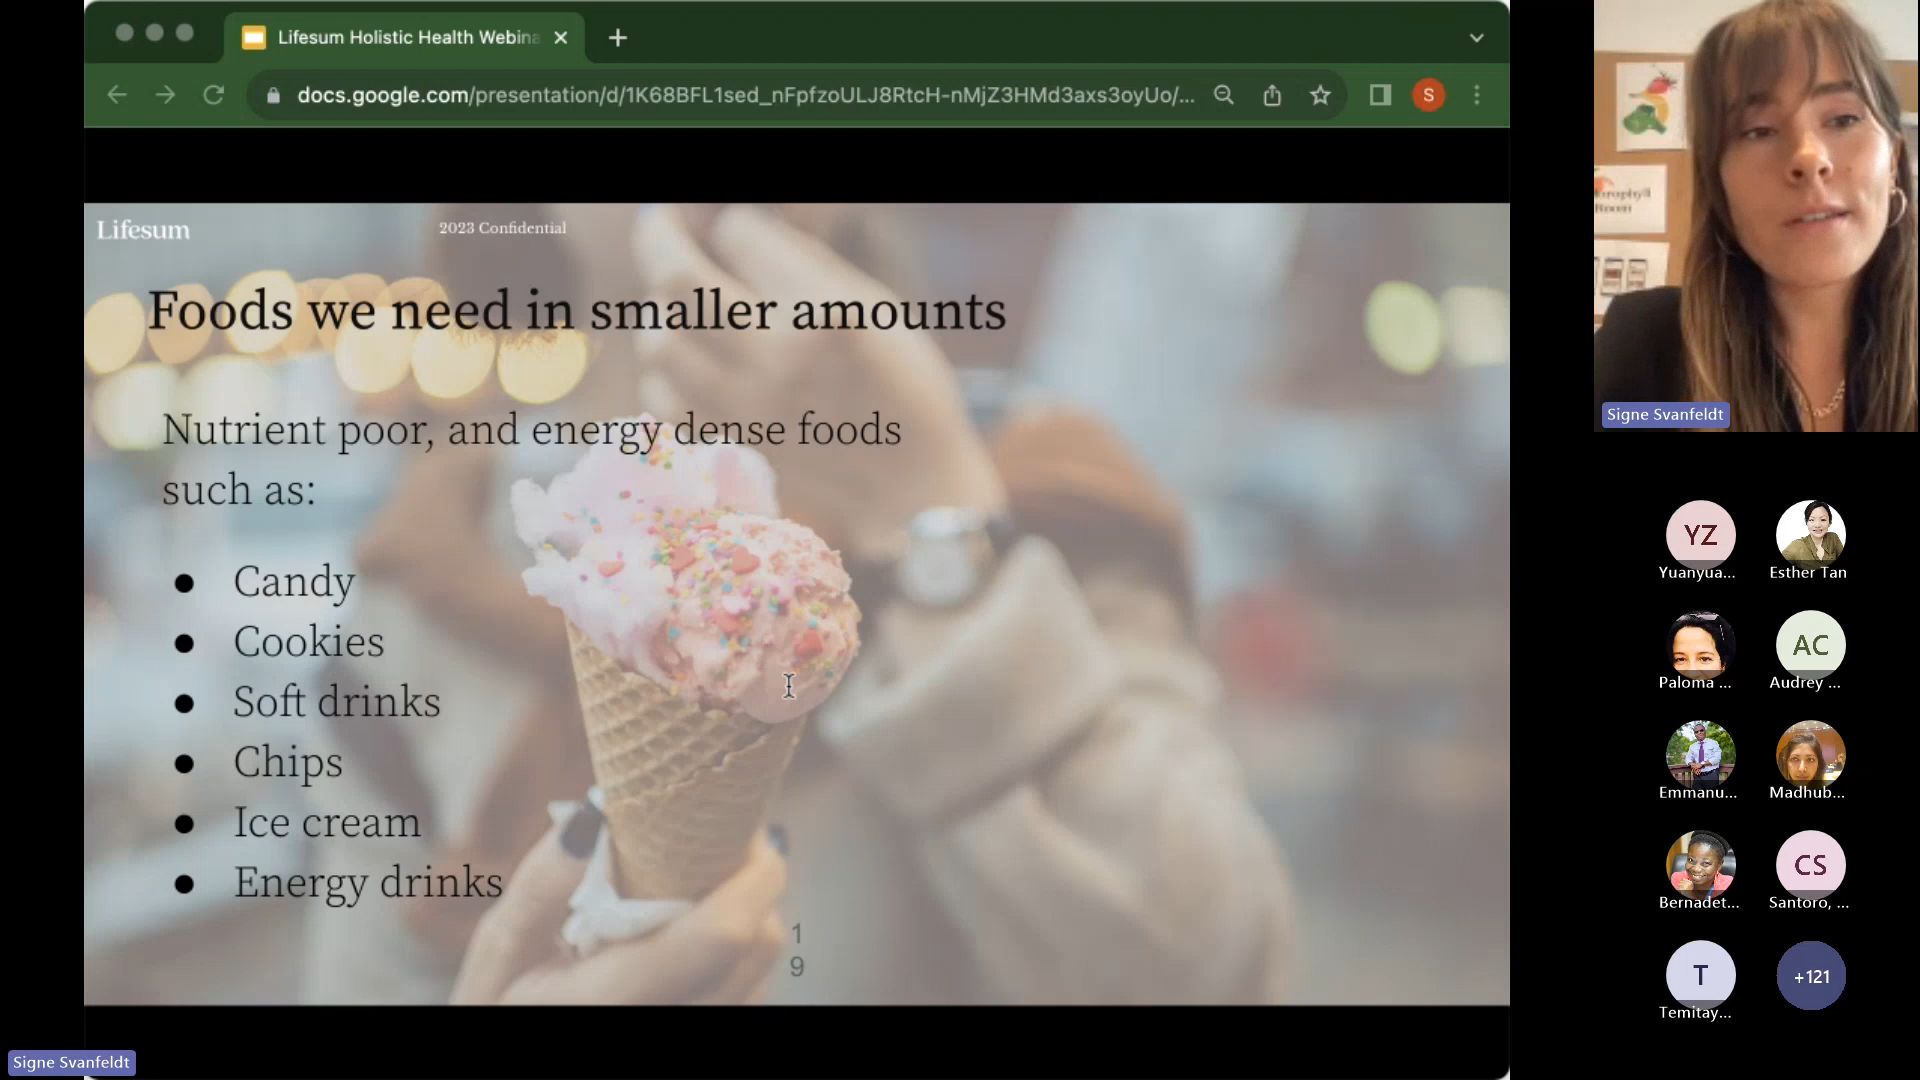 Lifesum Holistic Health Webina
docs.google.com/presentation/d/1K68BFL1sed_nFpfzoULJ8RtcH-nMjZ3HMd3axs3oyUo/...
S
Lifesum
2023 Confidential
Foods we need in smaller amounts
Nutrient poor, and energy dense foods
such as:
● Candy
● Cookies
● Soft drinks
● Chips
● Ice cream
● Energy drinks
1
9
Signe Svanfeldt
Room
Signe Svanfeldt
YZ
Yuanyua...
Esther Tan
Paloma ...
AC
Audrey ...
Emmanu...
Madhub...
Bernadet...
CS
Santoro, ...
T
Temitay...
+121